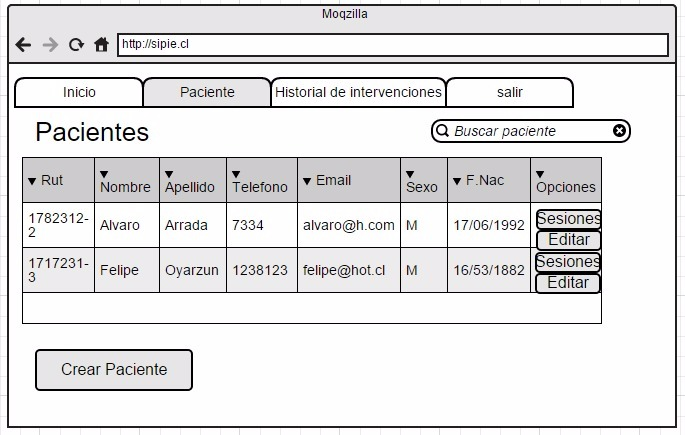 Moqzilla
http://sipie.cl
Inicio Paciente Historial de intervenciones salir
Pacientes Buscar paciente
Rut Nombre Apellido Telefono Email Sexo F.Nac Opciones
1782312-
2 Alvaro Arrada 7334 alvaro@h.com M 17/06/1992 Sesiones
Editar
1717231-
3 Felipe Oyarzun 1238123 felipe@hot.cl M 16/53/1882 Sesiones
Editar
Crear Paciente